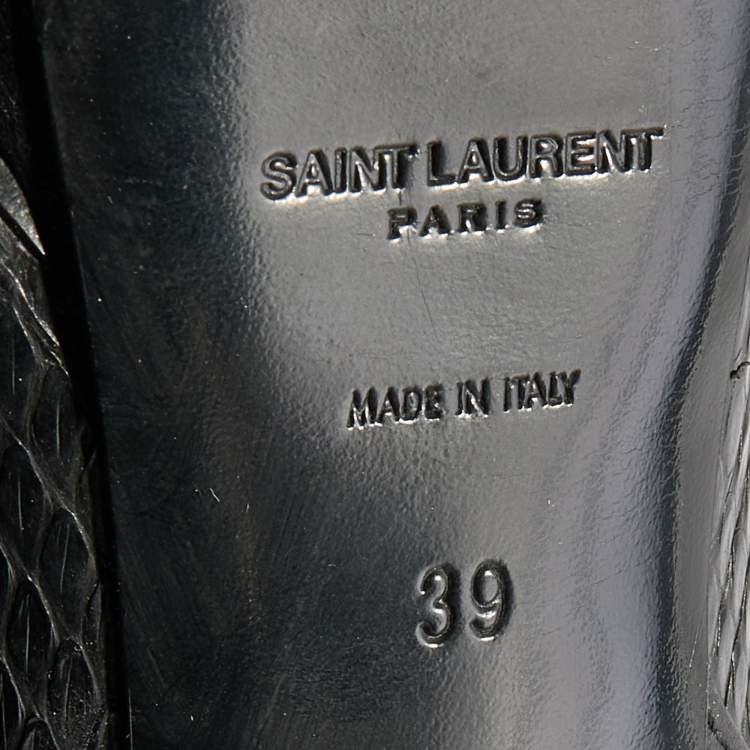 SAINT LAURENT
PARIS
MADE IN ITALY
39